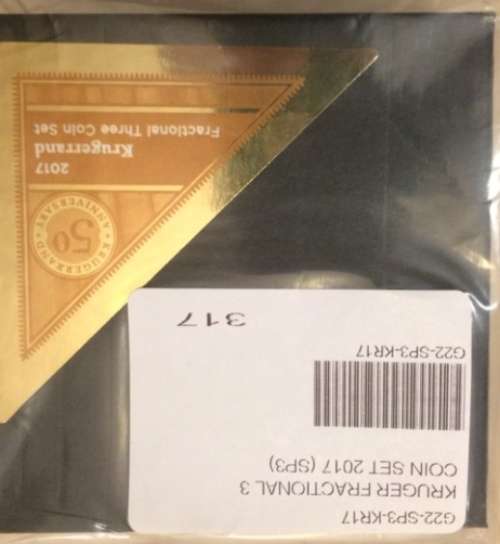 G22-SP3-KR17
KRUGER FRACTIONAL 3
COIN SET 2017 (SP3)
G22-SP3-KR17
317
KRUGERRAND
50
ANNIVERSARY
2017
Krugerrand
Fractional Three Coin Set